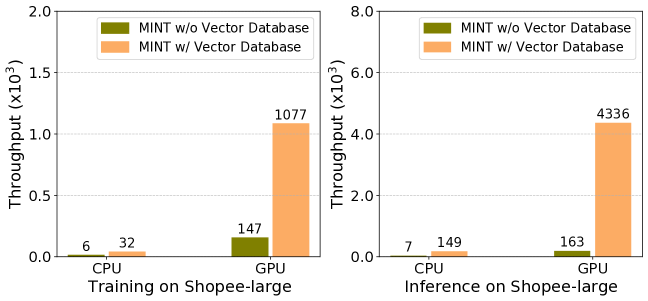 2.0
1.5
1.0
0.5
0.0
Throughput (x10³)
MINT w/o Vector Database
MINT w/ Vector Database
6
32
147
1077
CPU
GPU
Training on Shopee-large
8.0
6.0
4.0
2.0
0.0
Throughput (x10³)
MINT w/o Vector Database
MINT w/ Vector Database
7
149
163
4336
CPU
GPU
Inference on Shopee-large